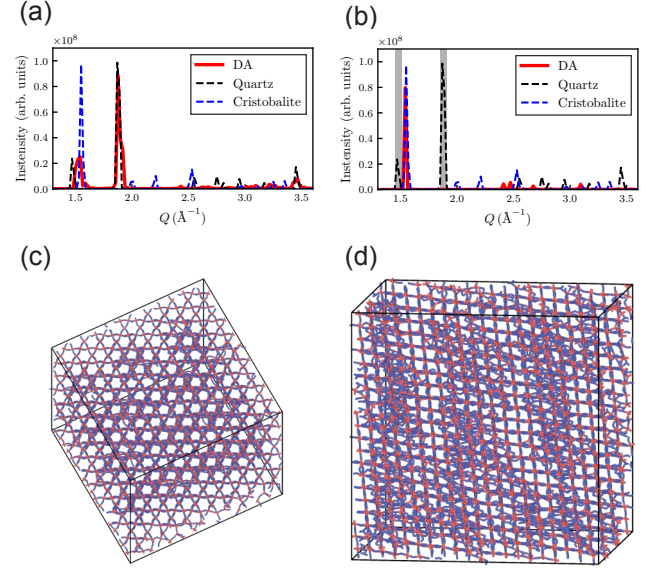 (a)
(b)
×10⁸
×10⁸
Instensity (arb. units)
1.0
0.8
0.6
0.4
0.2
0.0
DA
Quartz
Cristobalite
1.5
2.0
2.5
3.0
3.5
Q (Å⁻¹)
Instensity (arb. units)
1.0
0.8
0.6
0.4
0.2
0.0
DA
Quartz
Cristobalite
1.5
2.0
2.5
3.0
3.5
Q (Å⁻¹)
(c)
(d)